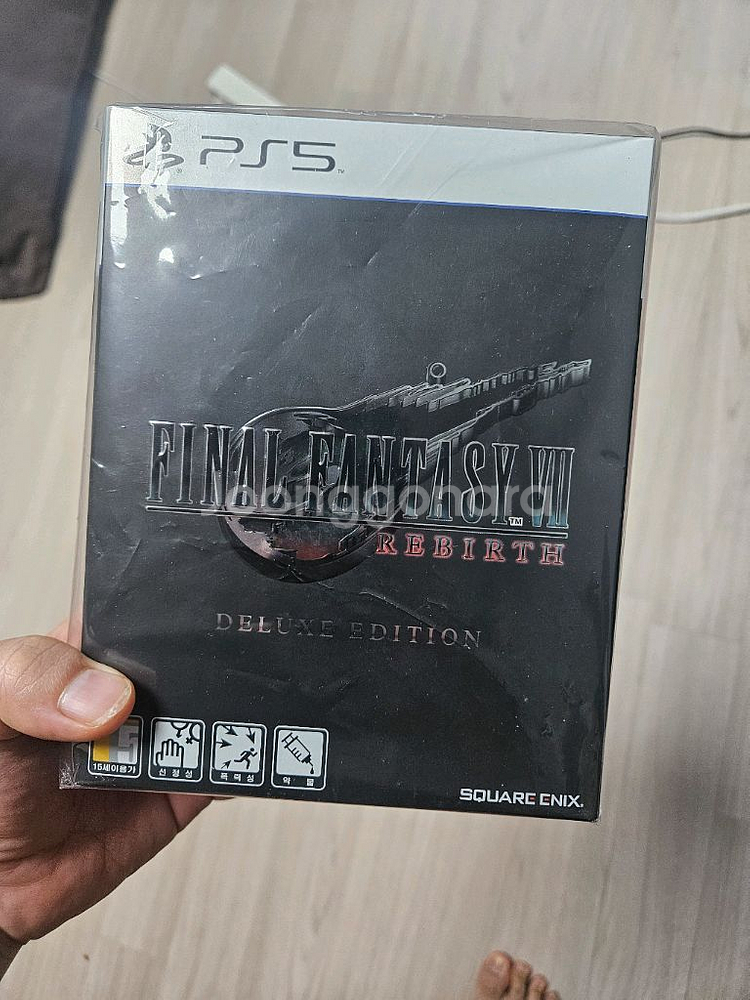 PS5
FINAL FANTASY VII
joonggonara
REBIRTH
DELUXE EDITION
15세이용가
선정성
폭력성
약물
SQUARE ENIX.